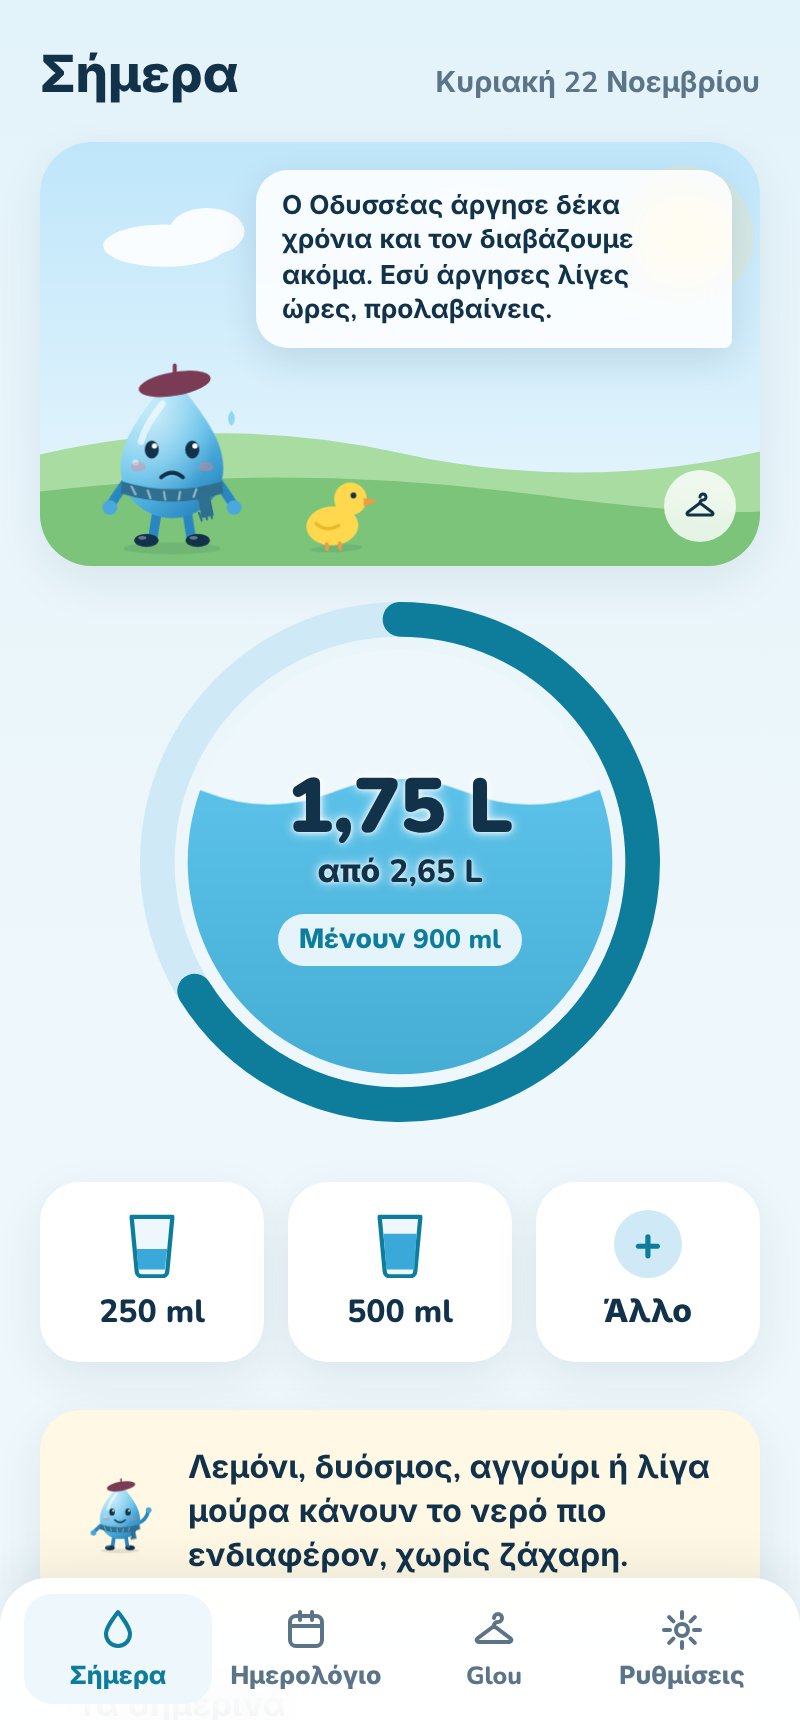 Σήμερα
Κυριακή 22 Νοεμβρίου
Ο Οδυσσέας άργησε δέκα
χρόνια και τον διαβάζουμε
ακόμα. Εσύ άργησες λίγες
ώρες, προλαβαίνεις.
1,75 L
από 2,65 L
Μένουν 900 ml
250 ml
500 ml
Άλλο
Λεμόνι, δυόσμος, αγγούρι ή λίγα
μούρα κάνουν το νερό πιο
ενδιαφέρον, χωρίς ζάχαρη.
Σήμερα
Ημερολόγιο
Glou
Ρυθμίσεις